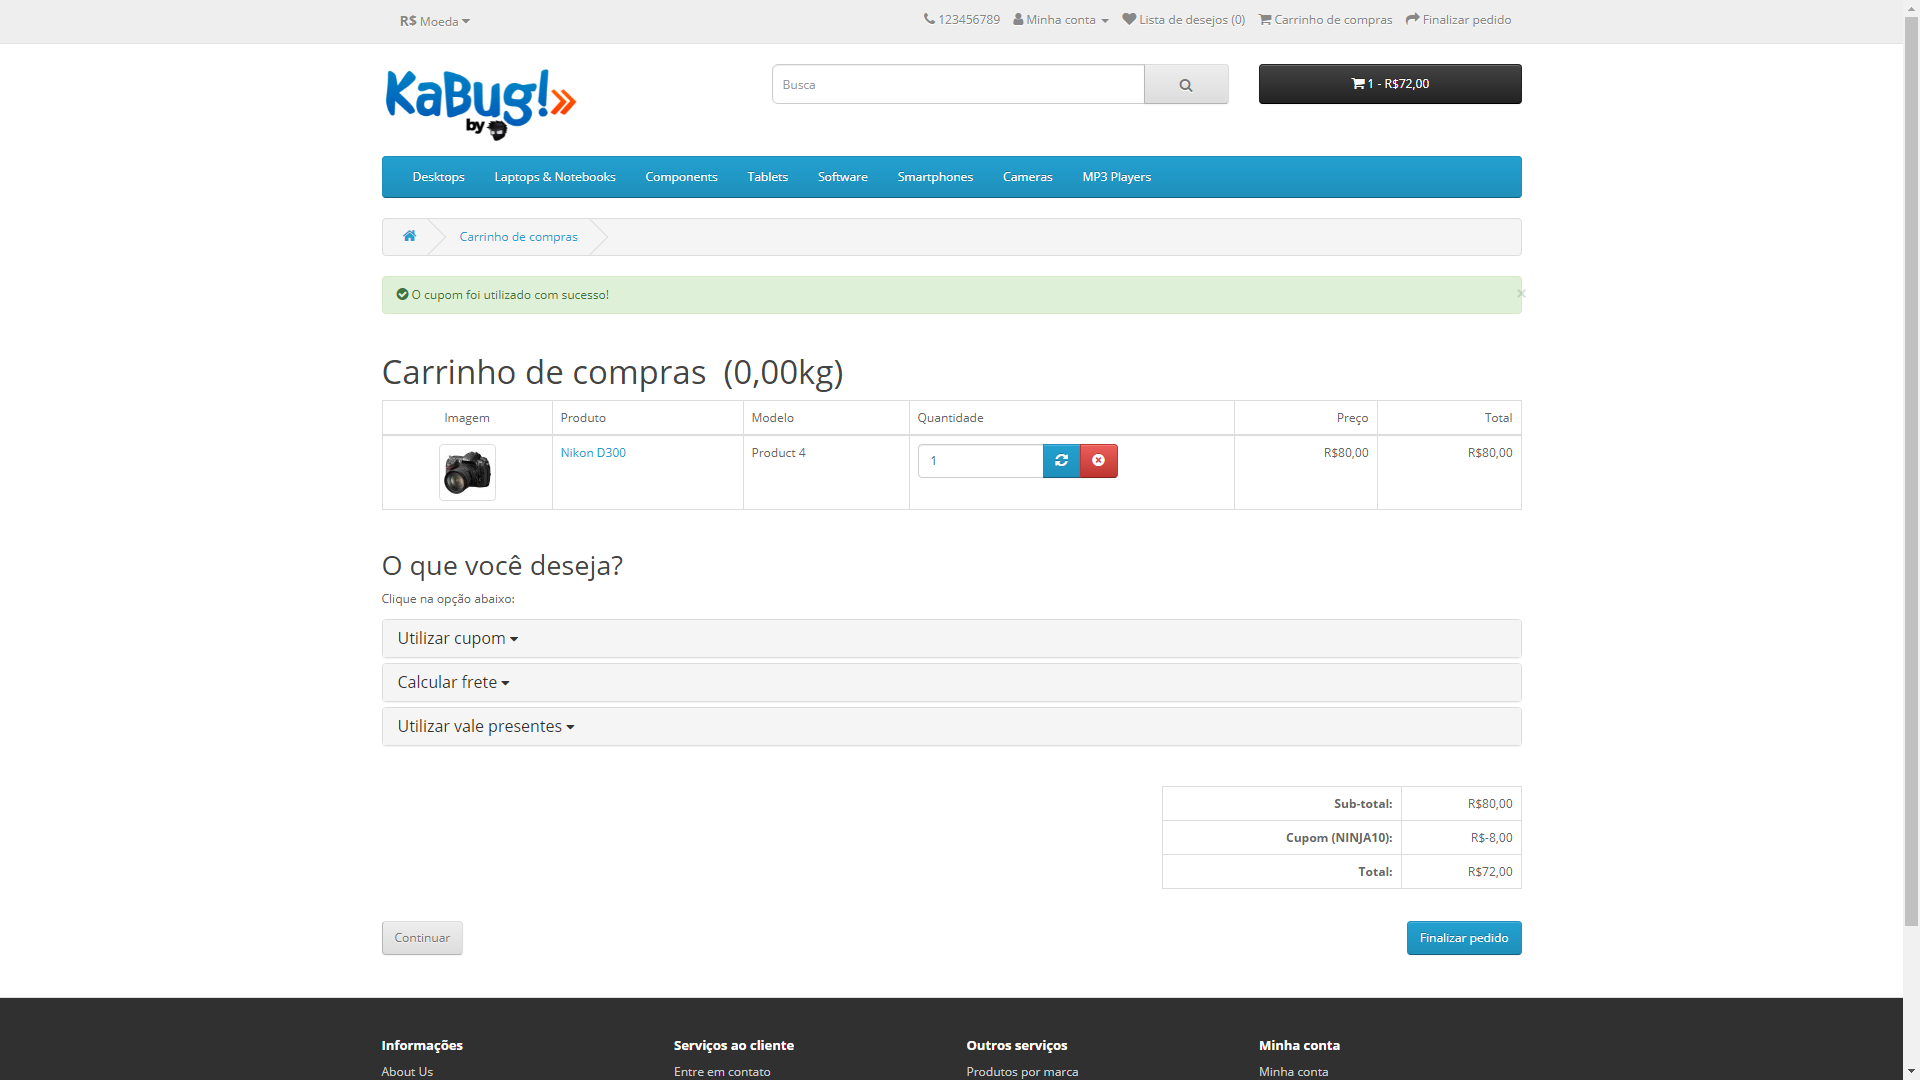 R$ Moeda
123456789 Minha conta Lista de desejos (0) Carrinho de compras Finalizar pedido
KaBug!
by
Busca
1 - R$72,00
Desktops Laptops & Notebooks Components Tablets Software Smartphones Cameras MP3 Players
Carrinho de compras
O cupom foi utilizado com sucesso!
×
Carrinho de compras (0,00kg)
Imagem Produto Modelo Quantidade Preço Total
Nikon D300 Product 4 1 R$80,00 R$80,00
O que você deseja?
Clique na opção abaixo:
Utilizar cupom
Calcular frete
Utilizar vale presentes
Sub-total: R$80,00
Cupom (NINJA10): R$-8,00
Total: R$72,00
Continuar Finalizar pedido
Informações Serviços ao cliente Outros serviços Minha conta
About Us Entre em contato Produtos por marca Minha conta